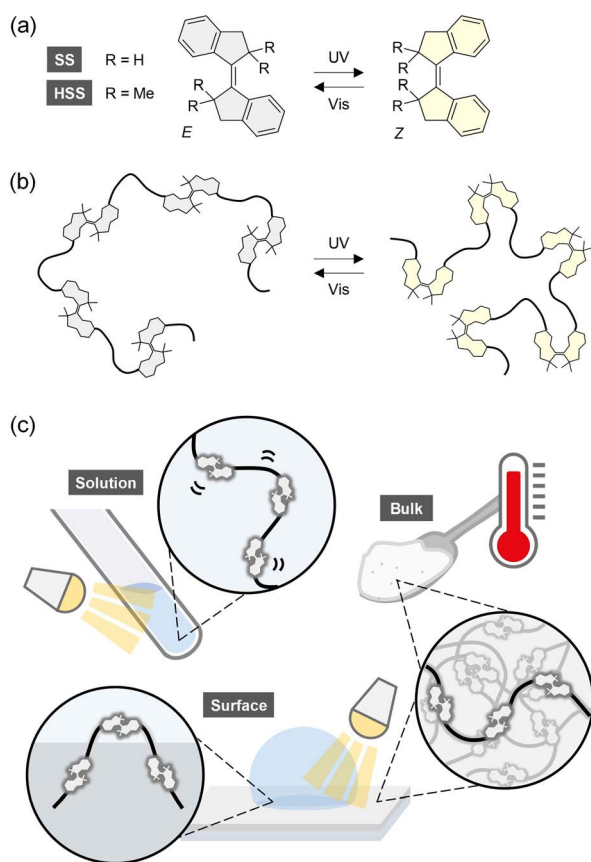 (a)
SS R = H
HSS R = Me
R
R
R
R
E
UV
Vis
R
R
R
R
Z
(b)
UV
Vis
(c)
Solution
Bulk
Surface